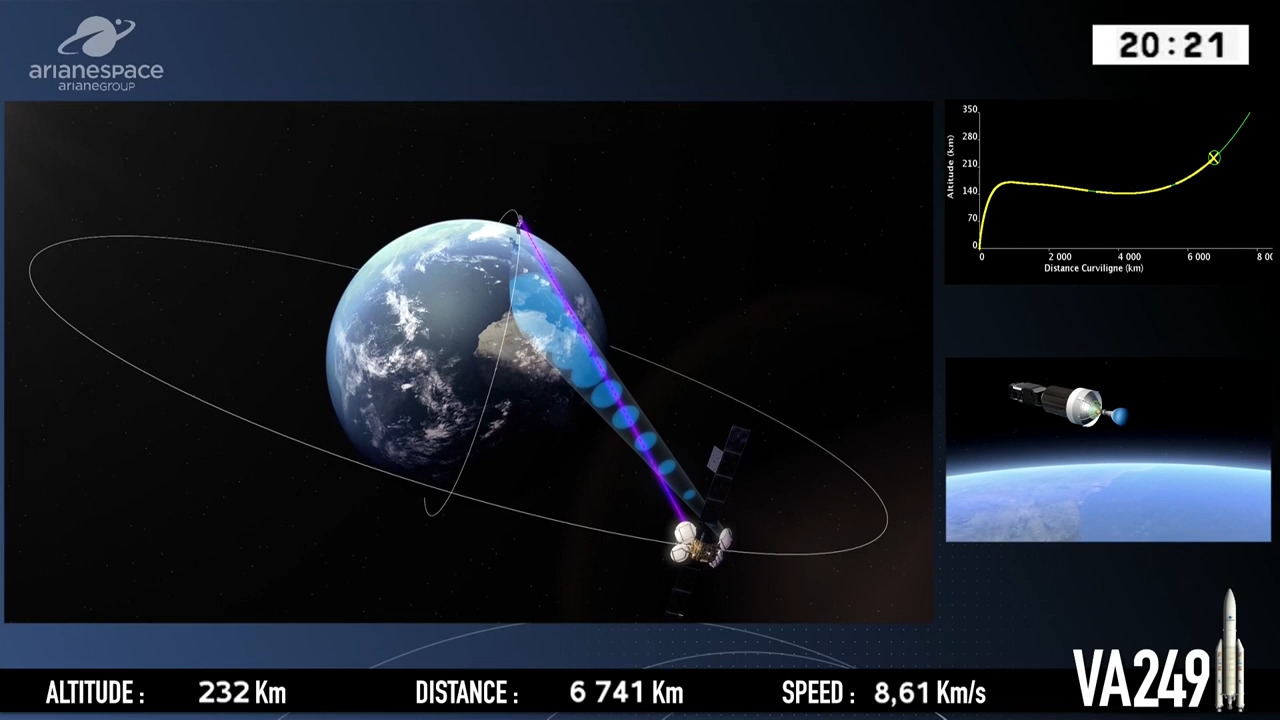 arianespace
arianeGROUP
20:21
350
280
210
140
70
0
Altitude (km)
0
2 000
4 000
6 000
8 00
Distance Curviligne (km)
VA249
ALTITUDE : 232 Km
DISTANCE : 6 741 Km
SPEED : 8,61 Km/s